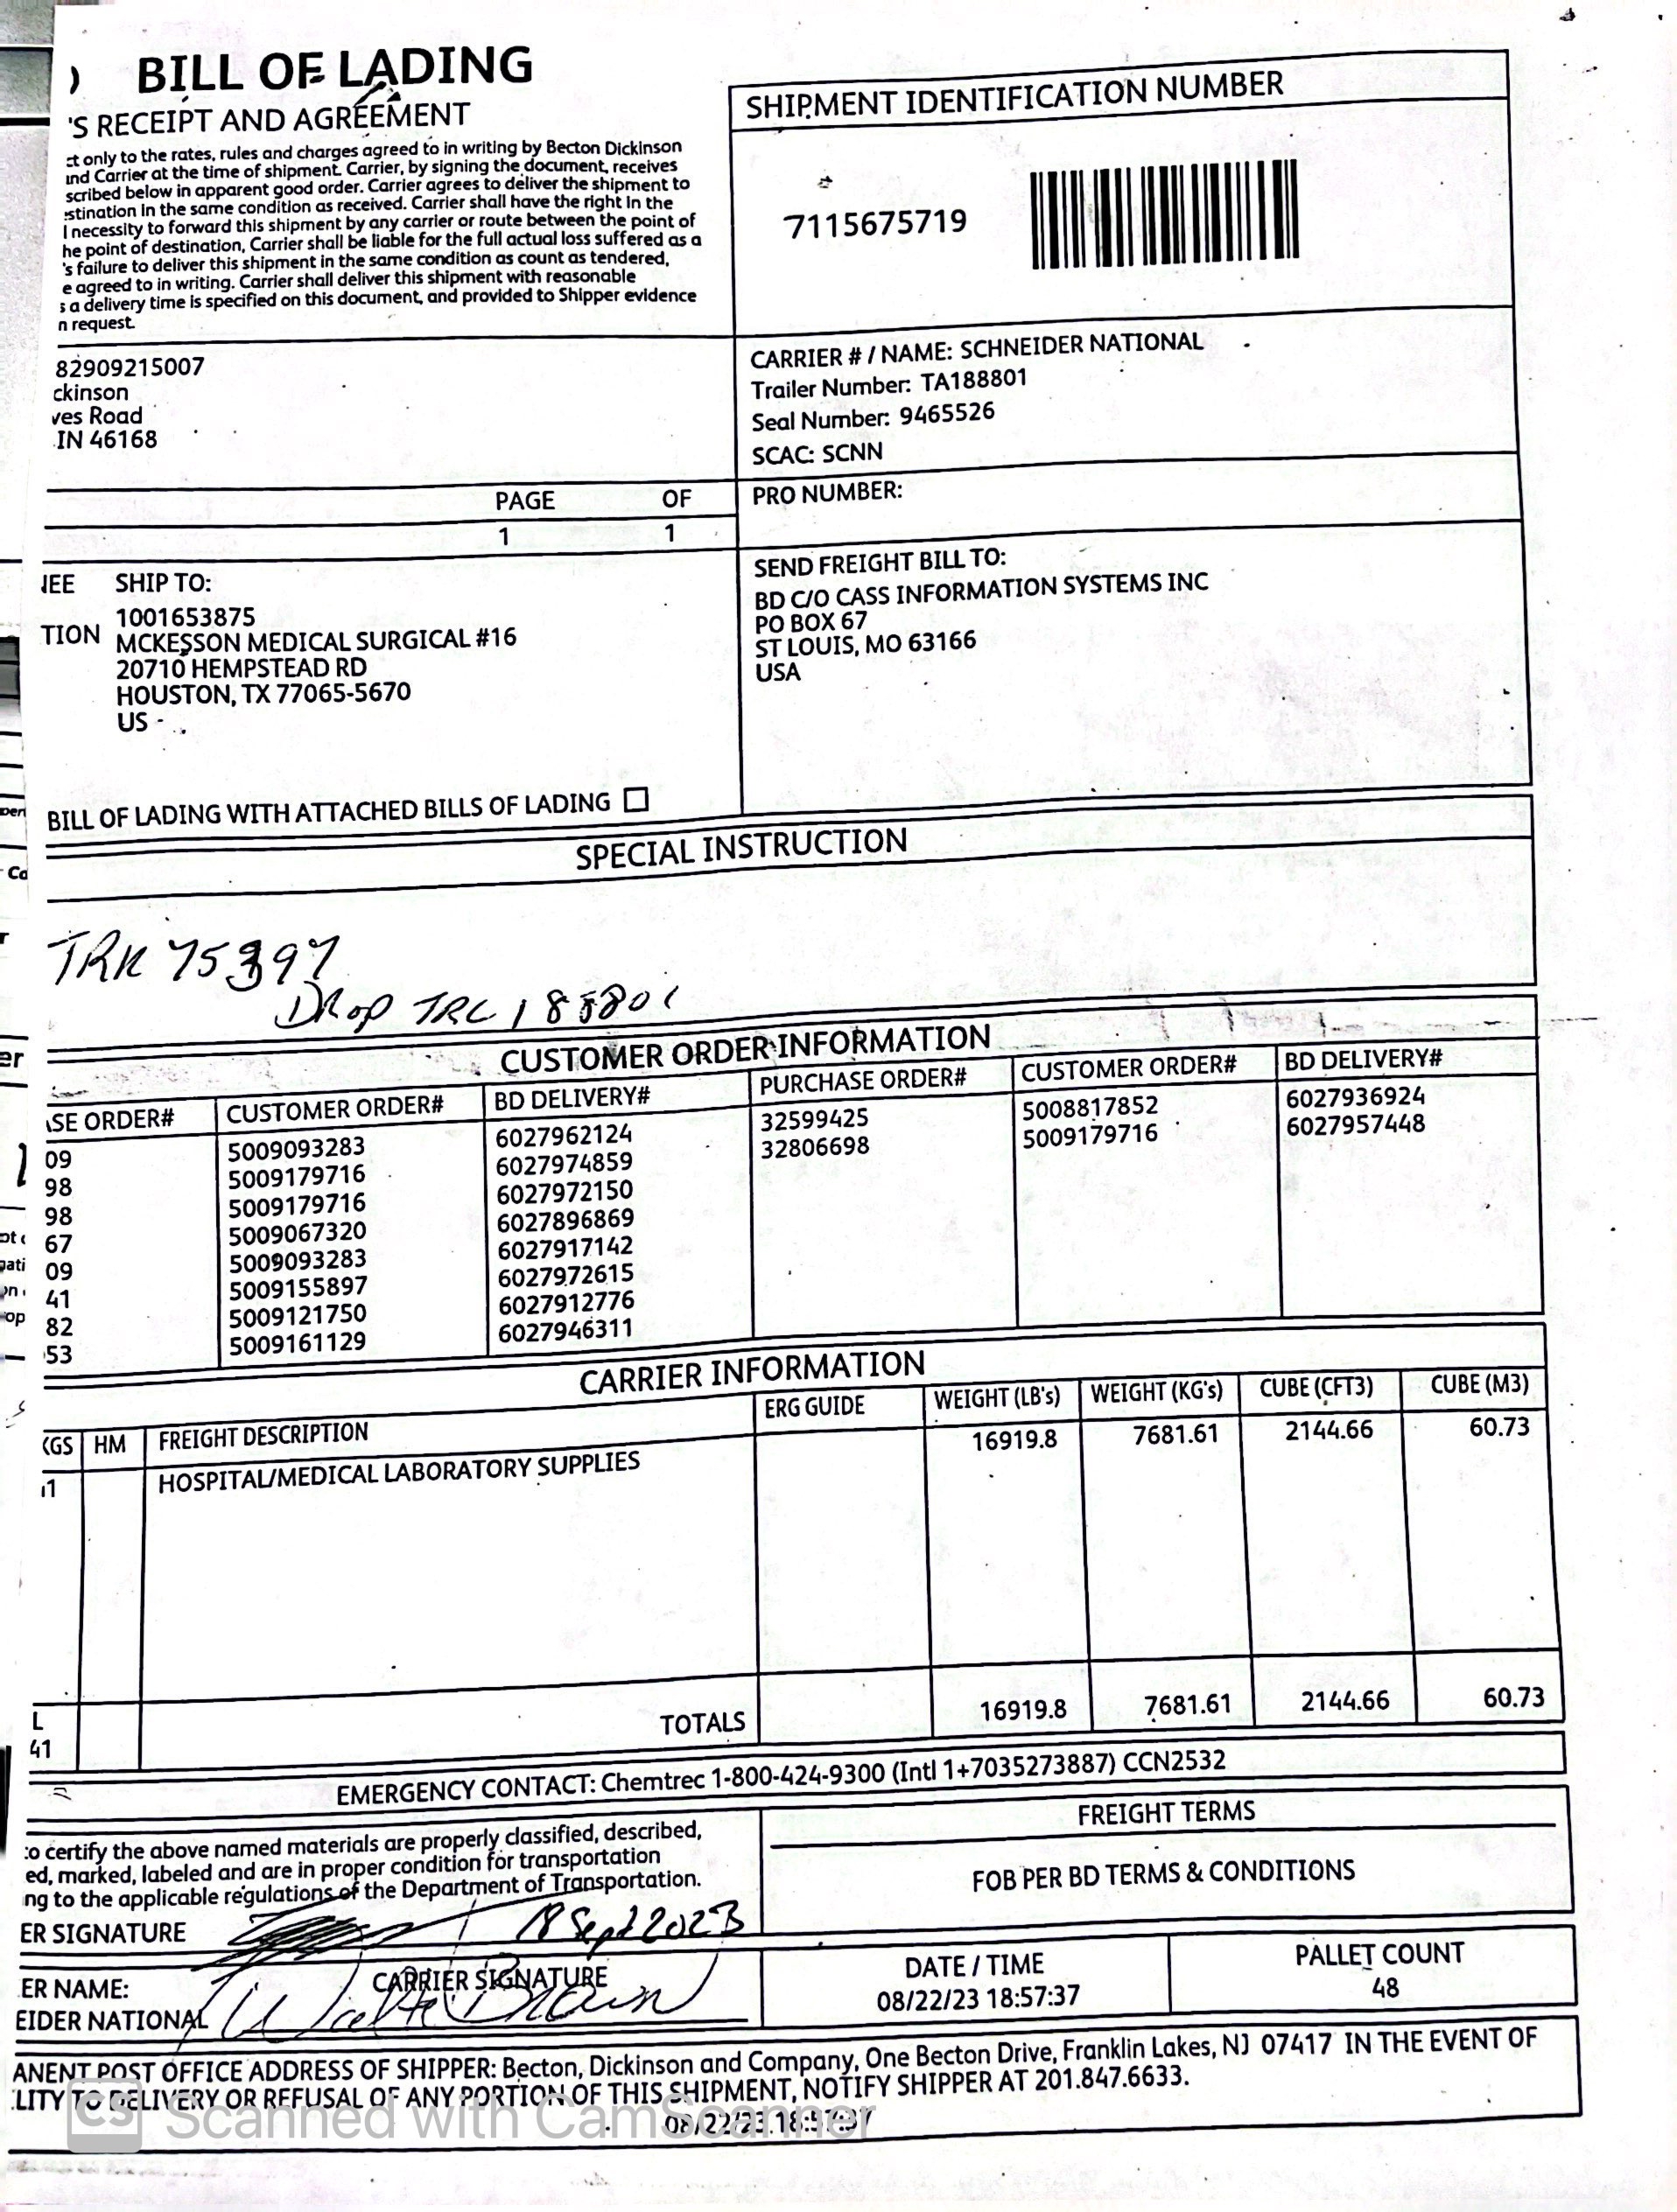 ) BILL OF LADING
'S RECEIPT AND AGREEMENT
ct only to the rates, rules and charges agreed to in writing by Becton Dickinson
and Carrier at the time of shipment. Carrier, by signing the document, receives
scribed below in apparent good order. Carrier agrees to deliver the shipment to
estination in the same condition as received. Carrier shall have the right in the
l necessity to forward this shipment by any carrier or route between the point of
he point of destination, Carrier shall be liable for the full actual loss suffered as a
's failure to deliver this shipment in the same condition as count as tendered,
e agreed to in writing. Carrier shall deliver this shipment with reasonable
s a delivery time is specified on this document, and provided to Shipper evidence
n request.
SHIPMENT IDENTIFICATION NUMBER
7115675719
82909215007
ckinson
ves Road
IN 46168
CARRIER # / NAME: SCHNEIDER NATIONAL
Trailer Number: TA188801
Seal Number: 9465526
SCAC: SCNN
PAGE OF
1 1
PRO NUMBER:
NEE SHIP TO:
1001653875
TION MCKESSON MEDICAL SURGICAL #16
20710 HEMPSTEAD RD
HOUSTON, TX 77065-5670
US -
SEND FREIGHT BILL TO:
BD C/O CASS INFORMATION SYSTEMS INC
PO BOX 67
ST LOUIS, MO 63166
USA
BILL OF LADING WITH ATTACHED BILLS OF LADING
SPECIAL INSTRUCTION
TRK 75397
Drop TRL 188801
CUSTOMER ORDER INFORMATION
ASE ORDER# CUSTOMER ORDER# BD DELIVERY# PURCHASE ORDER# CUSTOMER ORDER# BD DELIVERY#
09 5009093283 6027962124 32599425 5008817852 6027936924
98 5009179716 6027974859 32806698 5009179716 6027957448
98 5009179716 6027972150
67 5009067320 6027896869
09 5009093283 6027917142
41 5009155897 6027972615
82 5009121750 6027912776
53 5009161129 6027946311
CARRIER INFORMATION
KGS HM FREIGHT DESCRIPTION ERG GUIDE WEIGHT (LB's) WEIGHT (KG's) CUBE (CFT3) CUBE (M3)
1 HOSPITAL/MEDICAL LABORATORY SUPPLIES 16919.8 7681.61 2144.66 60.73
L
41 TOTALS 16919.8 7681.61 2144.66 60.73
EMERGENCY CONTACT: Chemtrec 1-800-424-9300 (Intl 1+7035273887) CCN2532
to certify the above named materials are properly classified, described,
ed, marked, labeled and are in proper condition for transportation
ng to the applicable regulations of the Department of Transportation.
FREIGHT TERMS
FOB PER BD TERMS & CONDITIONS
ER SIGNATURE 18 Sept 2023
ER NAME: CARRIER SIGNATURE
EIDER NATIONAL
DATE / TIME
08/22/23 18:57:37
PALLET COUNT
48
ANENT POST OFFICE ADDRESS OF SHIPPER: Becton, Dickinson and Company, One Becton Drive, Franklin Lakes, NJ 07417 IN THE EVENT OF
LITY TO DELIVERY OR REFUSAL OF ANY PORTION OF THIS SHIPMENT, NOTIFY SHIPPER AT 201.847.6633.
08/22/23 18:57:37
CS Scanned with CamScanner